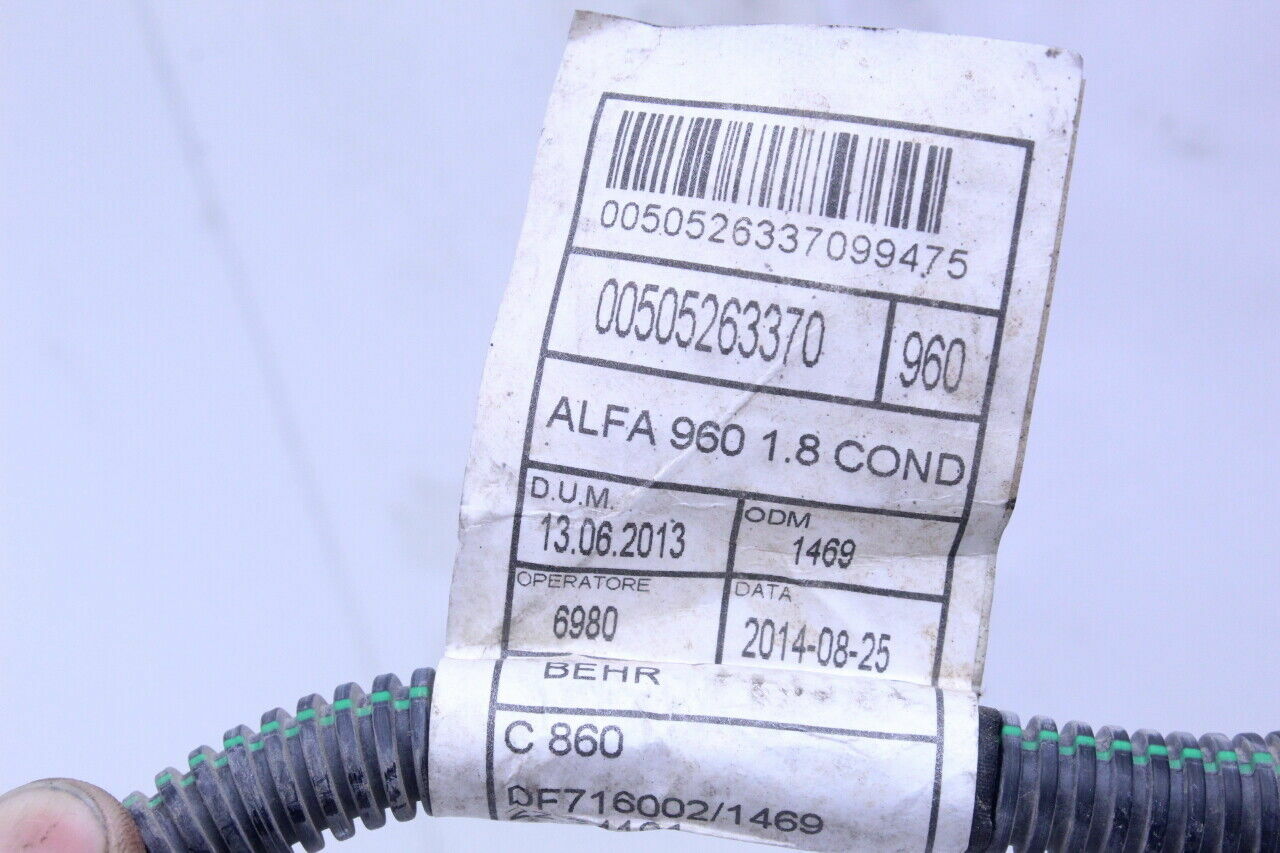 0050526337099475
00505263370 960
ALFA 960 1.8 COND
D.U.M. ODM
13.06.2013 1469
OPERATORE DATA
6980 2014-08-25
BEHR
C 860
DF716002/1469